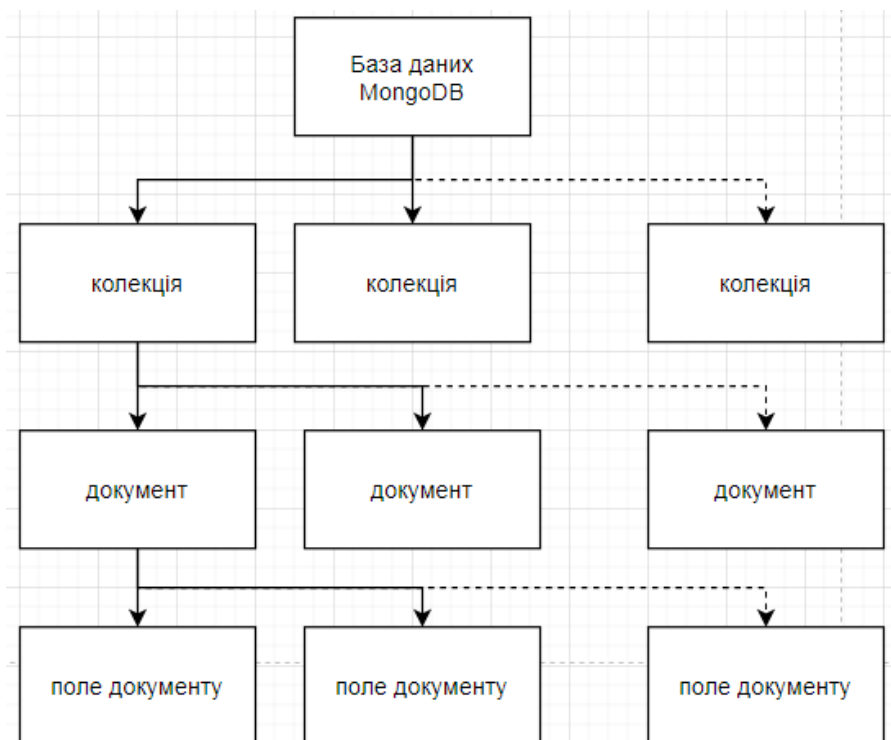 База даних
MongoDB
колекція
колекція
колекція
документ
документ
документ
поле документу
поле документу
поле документу